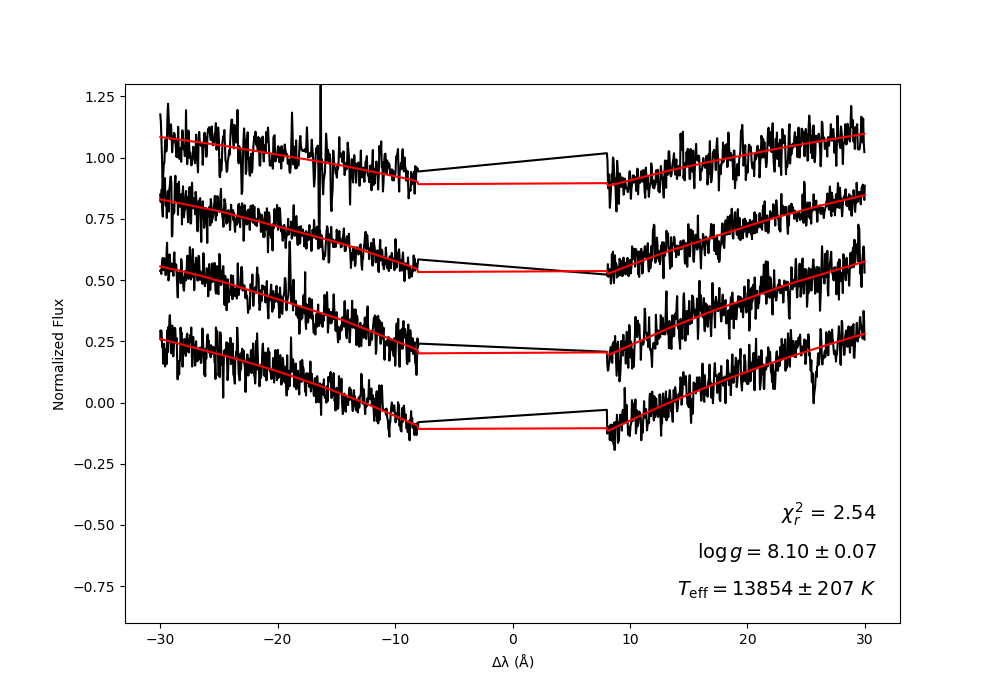 1.25
1.00
0.75
0.50
0.25
0.00
−0.25
−0.50
−0.75
Normalized Flux
χ²ᵣ = 2.54
log g = 8.10 ± 0.07
T_eff = 13854 ± 207 K
−30 −20 −10 0 10 20 30
Δλ (Å)